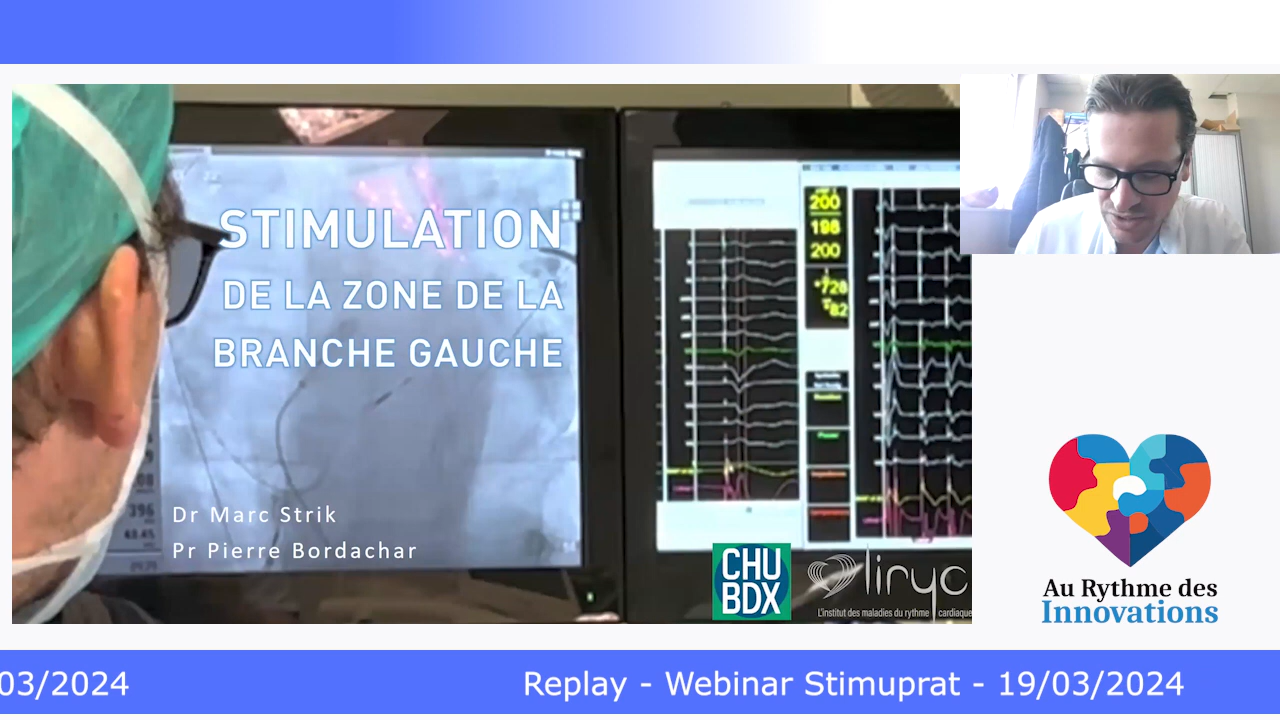 STIMULATION
DE LA ZONE DE LA
BRANCHE GAUCHE
Dr Marc Strik
Pr Pierre Bordachar
200
198
200
CHU
BDX
liryc
L'institut des maladies du rythme cardiaque
Au Rythme des
Innovations
03/2024
Replay - Webinar Stimuprat - 19/03/2024